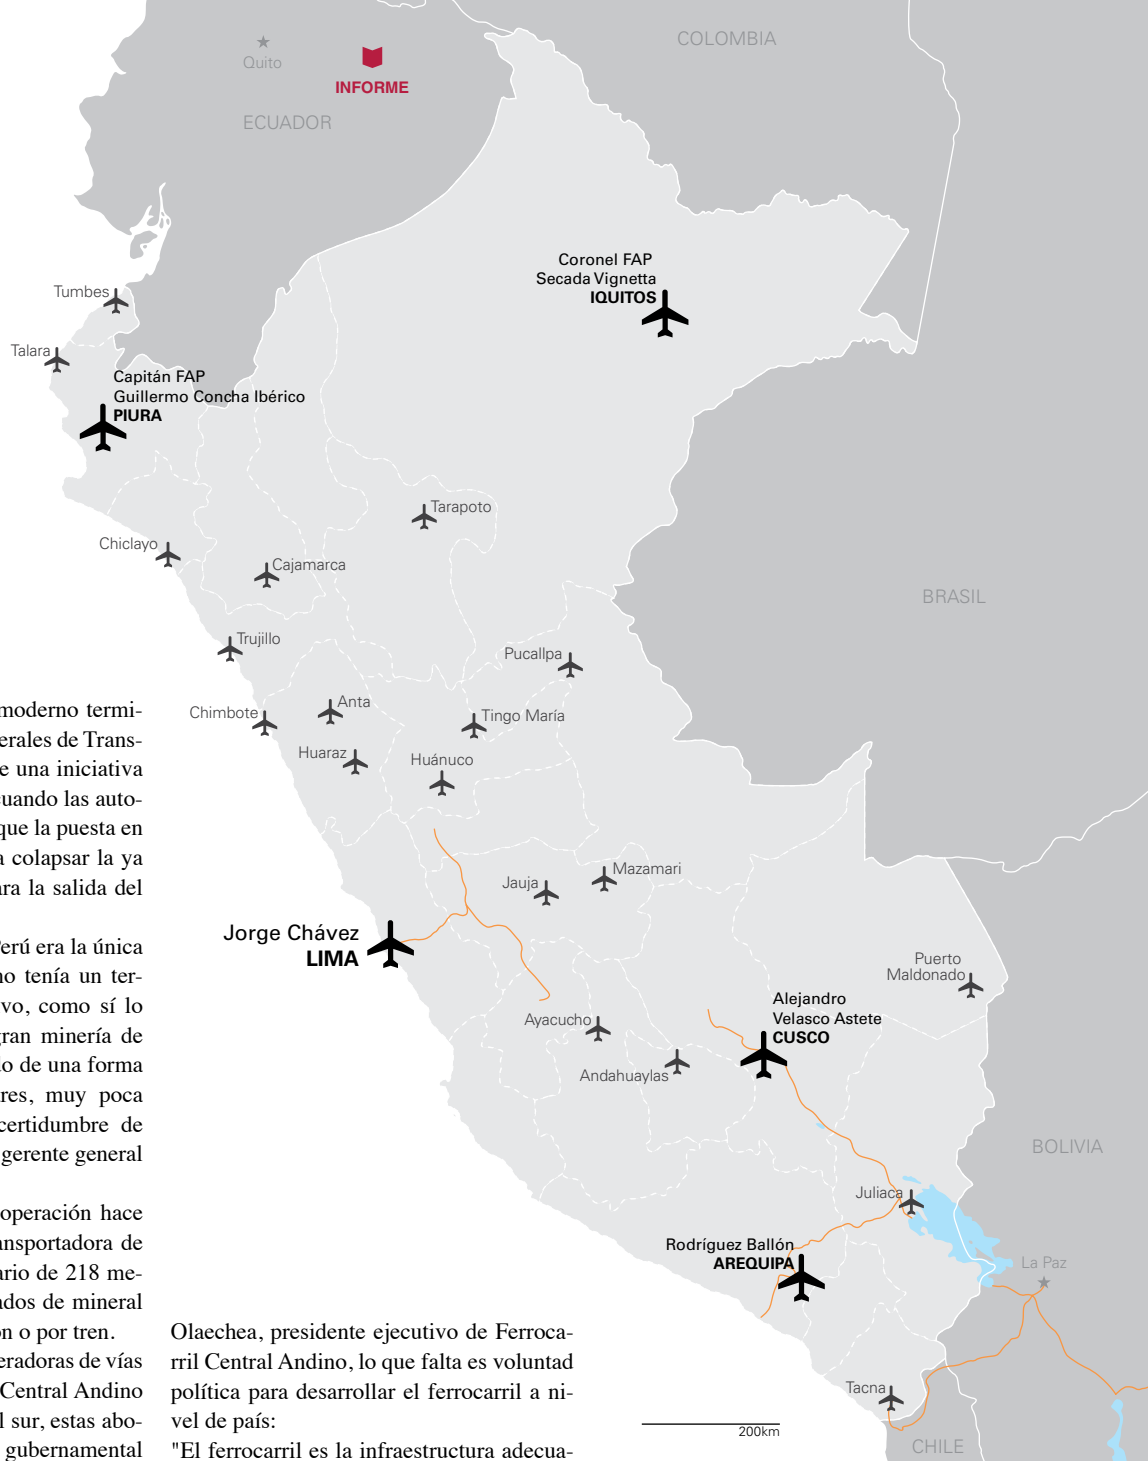 COLOMBIA
Quito
INFORME
ECUADOR
Coronel FAP
Secada Vignetta
IQUITOS
Tumbes
Talara
Capitán FAP
Guillermo Concha Ibérico
PIURA
Tarapoto
Chiclayo
Cajamarca
BRASIL
Trujillo
Pucallpa
Anta
Chimbote
Tingo María
Huaraz
Huánuco
Mazamari
Jauja
Jorge Chávez
LIMA
Puerto
Maldonado
Alejandro
Velasco Astete
CUSCO
Ayacucho
Andahuaylas
BOLIVIA
Juliaca
Rodríguez Ballón
AREQUIPA
La Paz
Tacna
200km
CHILE
moderno termi-
erales de Trans-
e una iniciativa
cuando las auto-
que la puesta en
a colapsar la ya
ara la salida del
Perú era la única
no tenía un ter-
vo, como sí lo
gran minería de
do de una forma
res, muy poca
certidumbre de
gerente general
operación hace
ansportadora de
ario de 218 me-
ados de mineral
ón o por tren.
eradoras de vías
Central Andino
l sur, estas abo-
gubernamental
Olaechea, presidente ejecutivo de Ferroca-
rril Central Andino, lo que falta es voluntad
política para desarrollar el ferrocarril a ni-
vel de país:
"El ferrocarril es la infraestructura adecua-